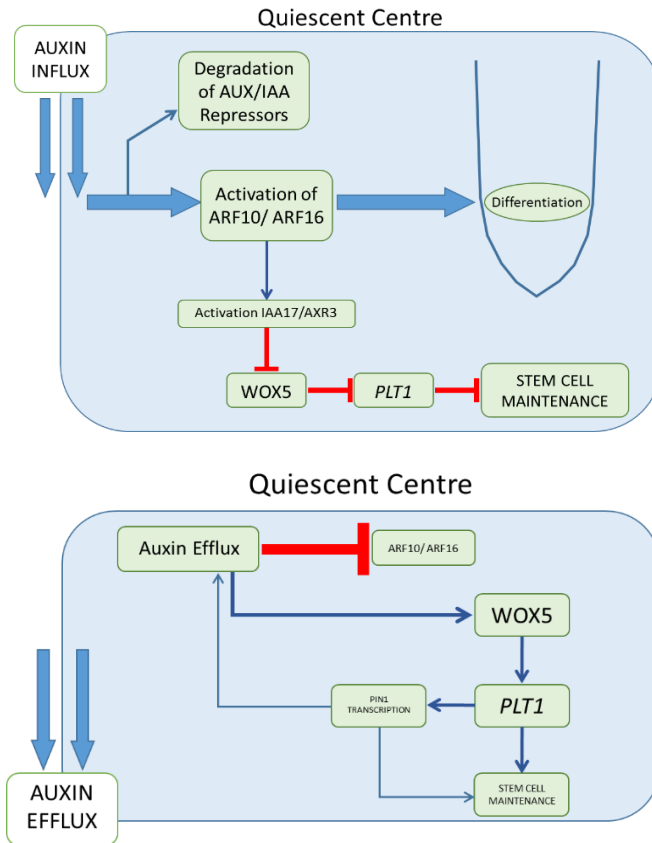 Quiescent Centre
AUXIN
INFLUX
Degradation
of AUX/IAA
Repressors
Activation of
ARF10/ ARF16
Differentiation
Activation IAA17/AXR3
WOX5
PLT1
STEM CELL
MAINTENANCE
Quiescent Centre
Auxin Efflux
ARF10/ ARF16
WOX5
PIN1
TRANSCRIPTION
PLT1
STEM CELL
MAINTENANCE
AUXIN
EFFLUX